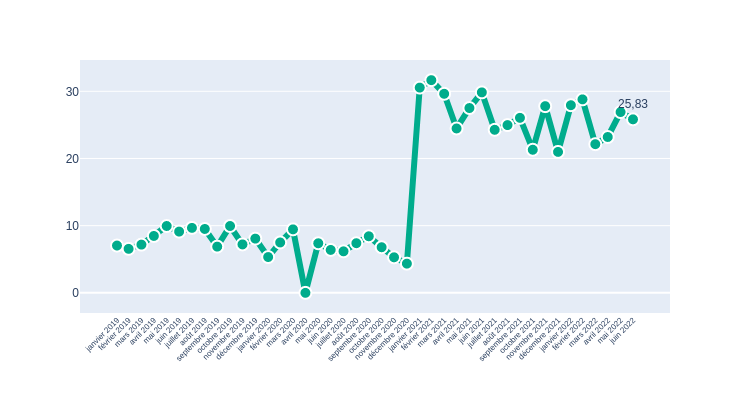 30
20
10
0
25,83
janvier 2019
février 2019
mars 2019
avril 2019
mai 2019
juin 2019
juillet 2019
août 2019
septembre 2019
octobre 2019
novembre 2019
décembre 2019
janvier 2020
février 2020
mars 2020
avril 2020
mai 2020
juin 2020
juillet 2020
août 2020
septembre 2020
octobre 2020
novembre 2020
décembre 2020
janvier 2021
février 2021
mars 2021
avril 2021
mai 2021
juin 2021
juillet 2021
août 2021
septembre 2021
octobre 2021
novembre 2021
décembre 2021
janvier 2022
février 2022
mars 2022
avril 2022
mai 2022
juin 2022